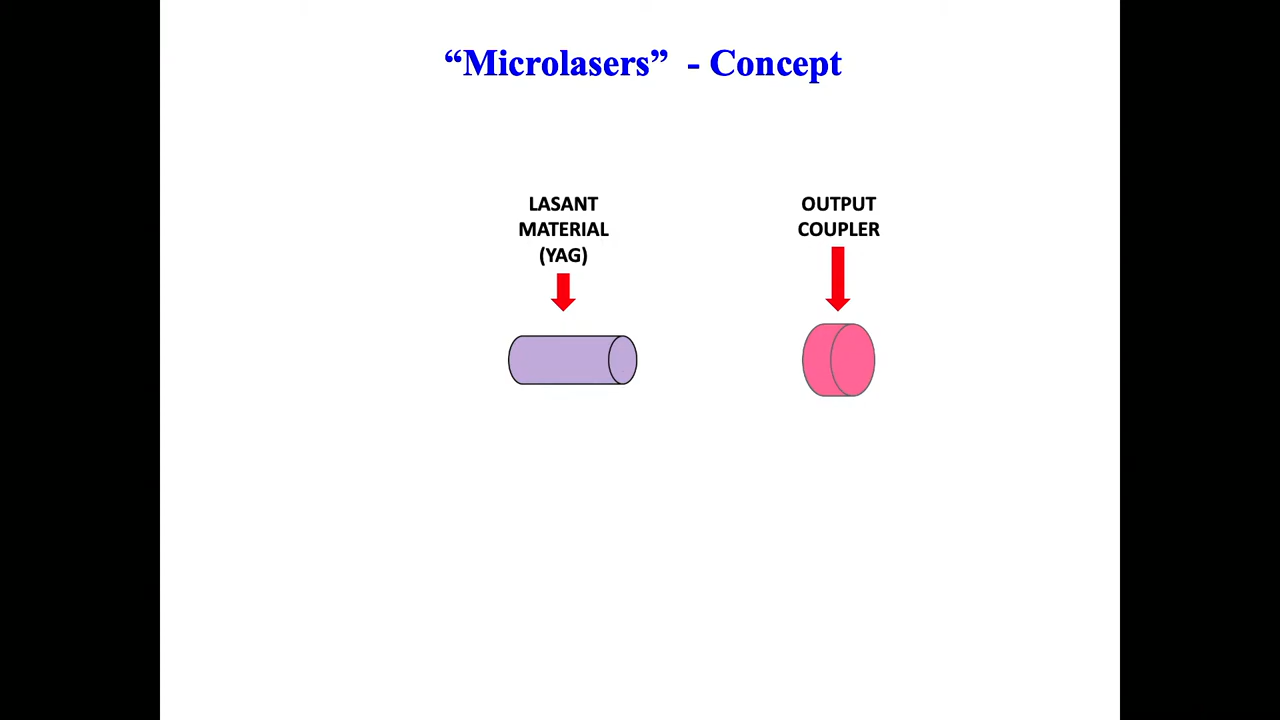 “Microlasers” - Concept
LASANT
MATERIAL
(YAG)
OUTPUT
COUPLER